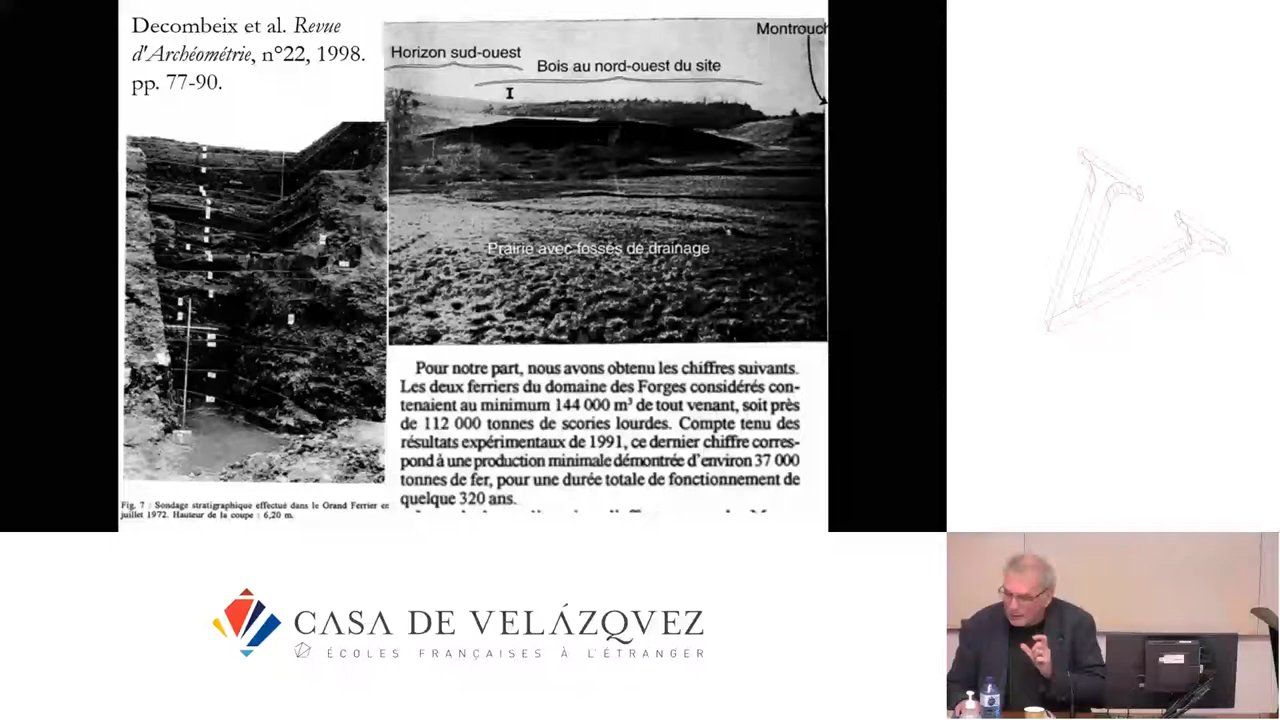 Decombeix et al. Revue
d'Archéométrie, n°22, 1998.
pp. 77-90.
Horizon sud-ouest
Bois au nord-ouest du site
Montrouch
Prairie avec fossés de drainage
Pour notre part, nous avons obtenu les chiffres suivants.
Les deux ferriers du domaine des Forges considérés con-
tenaient au minimum 144 000 m³ de tout venant, soit près
de 112 000 tonnes de scories lourdes. Compte tenu des
résultats expérimentaux de 1991, ce dernier chiffre corres-
pond à une production minimale démontrée d'environ 37 000
tonnes de fer, pour une durée totale de fonctionnement de
quelque 320 ans.
Fig. 7 : Sondage stratigraphique effectué dans le Grand Ferrier en
juillet 1972. Hauteur de la coupe : 6,20 m.
CASA DE VELÁZQVEZ
ÉCOLES FRANÇAISES À L'ÉTRANGER